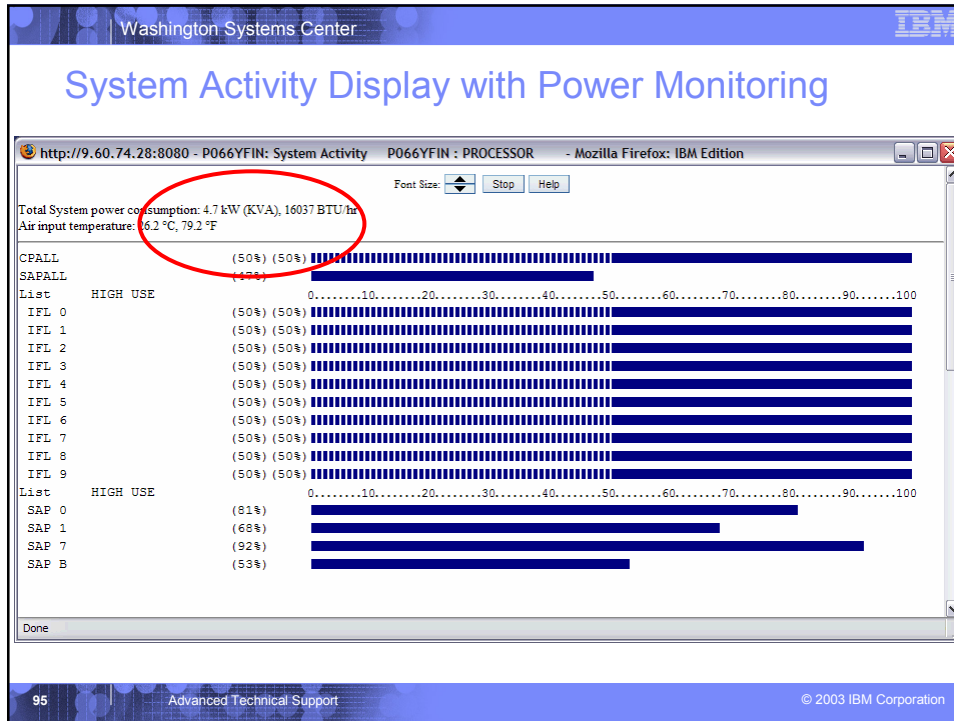 Washington Systems Center
IBM
System Activity Display with Power Monitoring
http://9.60.74.28:8080 - P066YFIN: System Activity P066YFIN : PROCESSOR - Mozilla Firefox: IBM Edition
Font Size: Stop Help
Total System power consumption: 4.7 kW (KVA), 16037 BTU/hr
Air input temperature: 26.2 °C, 79.2 °F
CPALL (50%) (50%)
SAPALL (47%)
List HIGH USE 0........10........20........30........40........50........60........70........80........90.......100
IFL 0 (50%) (50%)
IFL 1 (50%) (50%)
IFL 2 (50%) (50%)
IFL 3 (50%) (50%)
IFL 4 (50%) (50%)
IFL 5 (50%) (50%)
IFL 6 (50%) (50%)
IFL 7 (50%) (50%)
IFL 8 (50%) (50%)
IFL 9 (50%) (50%)
List HIGH USE 0........10........20........30........40........50........60........70........80........90.......100
SAP 0 (81%)
SAP 1 (68%)
SAP 7 (92%)
SAP B (53%)
Done
95 Advanced Technical Support © 2003 IBM Corporation